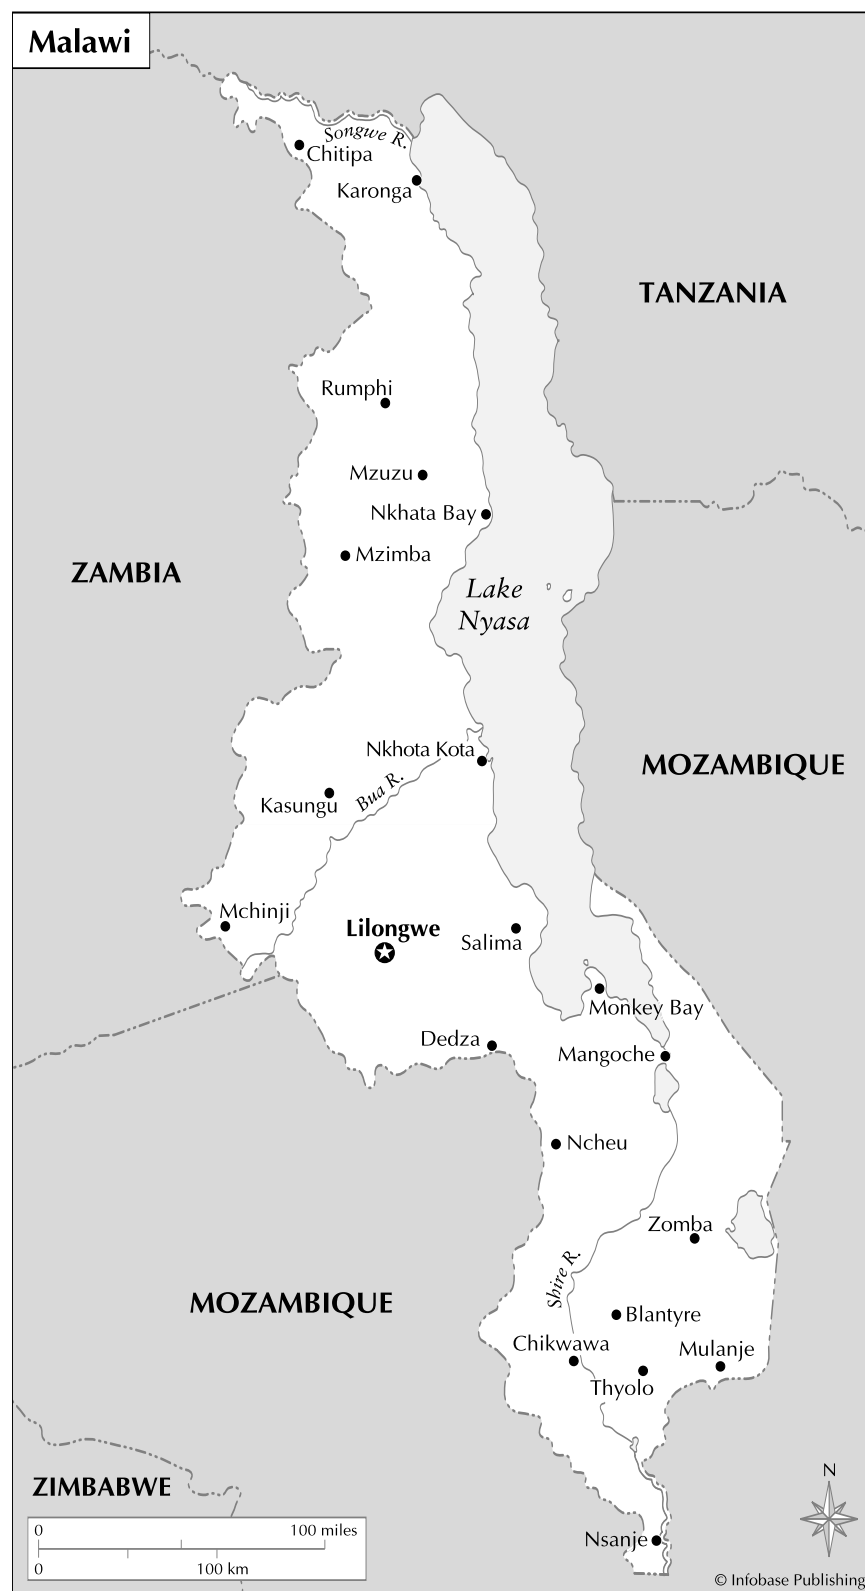 Malawi
Songwe R.
Chitipa
Karonga
TANZANIA
Rumphi
Mzuzu
Nkhata Bay
Mzimba
ZAMBIA
Lake
Nyasa
Nkhota Kota
MOZAMBIQUE
Bua R.
Kasungu
Mchinji
Lilongwe
Salima
Monkey Bay
Dedza
Mangoche
Ncheu
Zomba
Shire R.
MOZAMBIQUE
Blantyre
Chikwawa
Mulanje
Thyolo
ZIMBABWE
N
0 100 miles
0 100 km
Nsanje
© Infobase Publishing